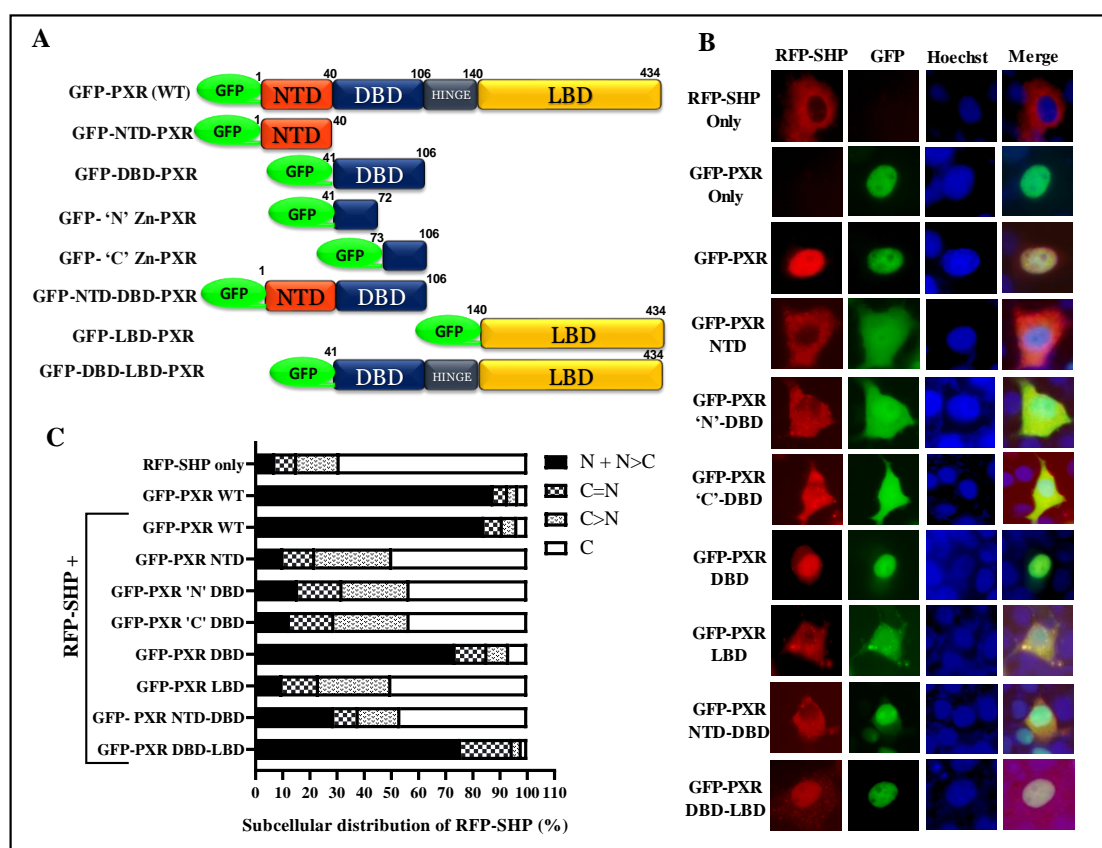 A
1 40 106 140 434
GFP-PXR (WT) GFP NTD DBD HINGE LBD
1 40
GFP-NTD-PXR GFP NTD
41 106
GFP-DBD-PXR GFP DBD
41 72
GFP- ‘N’ Zn-PXR GFP
73 106
GFP- ‘C’ Zn-PXR GFP
1 106
GFP-NTD-DBD-PXR GFP NTD DBD
140 434
GFP-LBD-PXR GFP LBD
41 434
GFP-DBD-LBD-PXR GFP DBD HINGE LBD
B
RFP-SHP GFP Hoechst Merge
RFP-SHP
Only
GFP-PXR
Only
GFP-PXR
GFP-PXR
NTD
GFP-PXR
‘N’-DBD
GFP-PXR
‘C’-DBD
GFP-PXR
DBD
GFP-PXR
LBD
GFP-PXR
NTD-DBD
GFP-PXR
DBD-LBD
C
RFP-SHP only
GFP-PXR WT
RFP-SHP +
GFP-PXR WT
GFP-PXR NTD
GFP-PXR 'N' DBD
GFP-PXR 'C' DBD
GFP-PXR DBD
GFP-PXR LBD
GFP- PXR NTD-DBD
GFP-PXR DBD-LBD
N + N>C
C=N
C>N
C
0 10 20 30 40 50 60 70 80 90 100 110
Subcellular distribution of RFP-SHP (%)